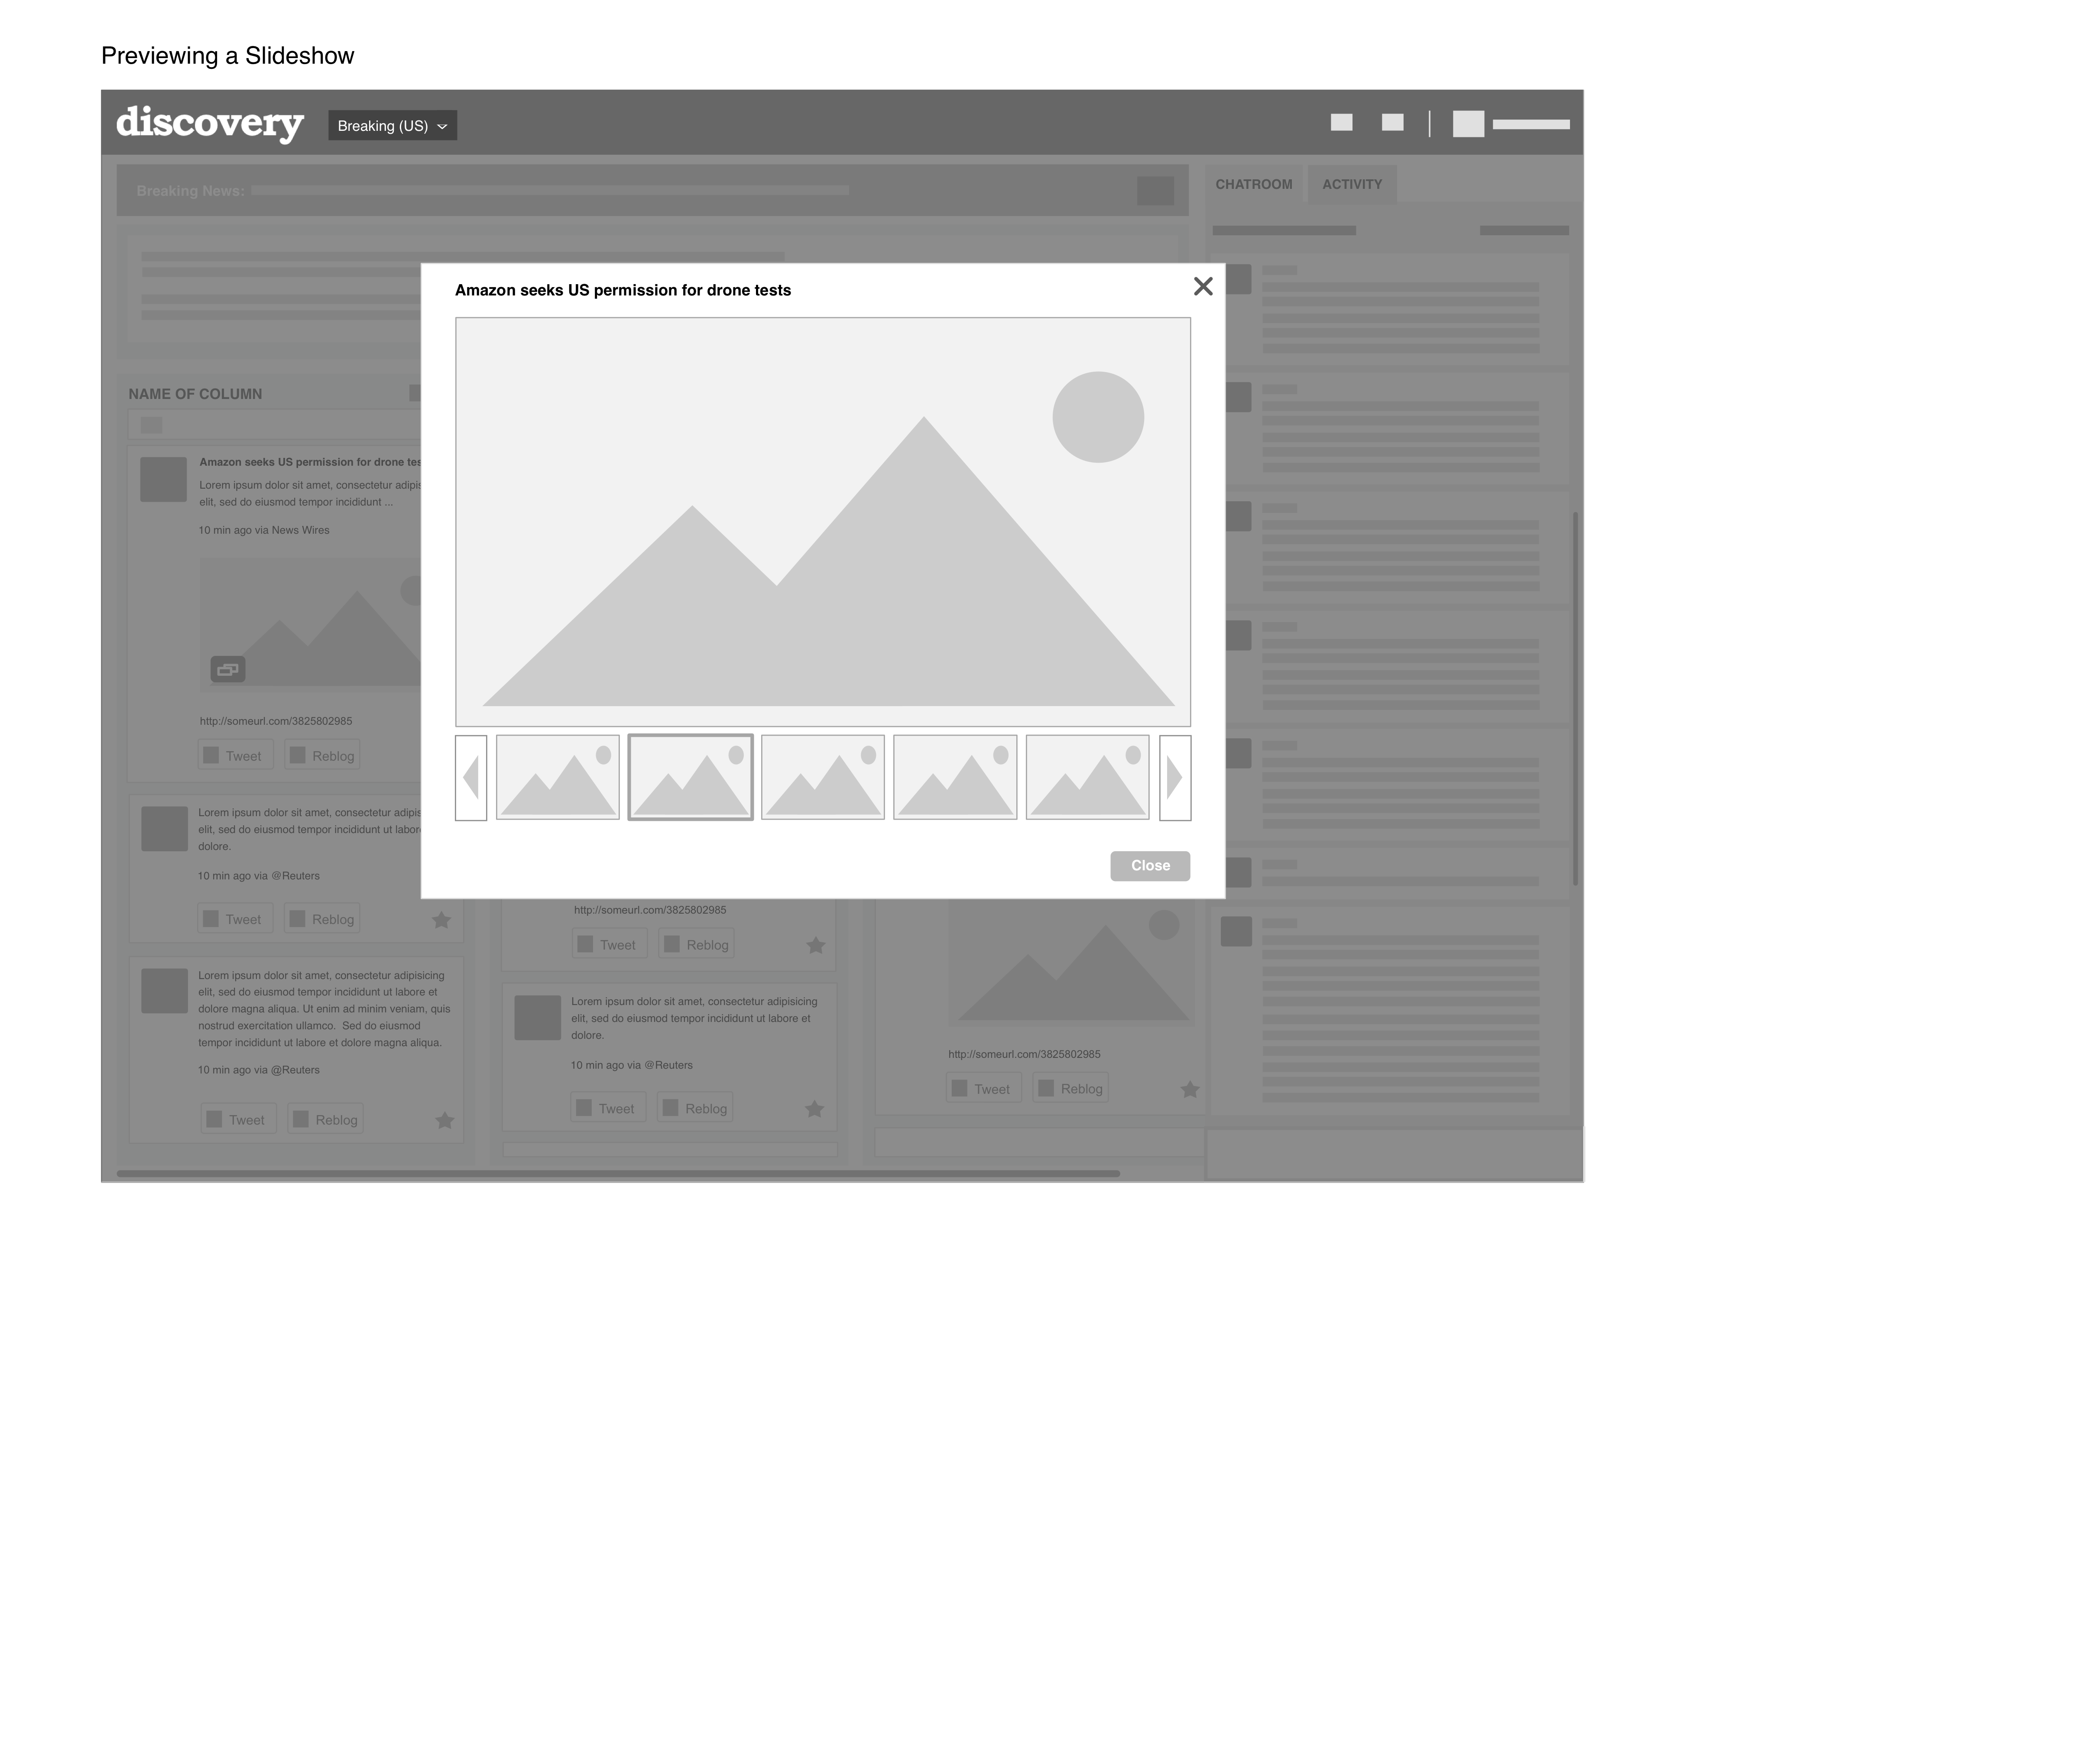 Previewing a Slideshow
discovery
Breaking (US)
Breaking News:
CHATROOM
ACTIVITY
Amazon seeks US permission for drone tests
NAME OF COLUMN
Amazon seeks US permission for drone tes
Lorem ipsum dolor sit amet, consectetur adipis
elit, sed do eiusmod tempor incididunt ...
10 min ago via News Wires
http://someurl.com/3825802985
Tweet
Reblog
Lorem ipsum dolor sit amet, consectetur adipis
elit, sed do eiusmod tempor incididunt ut labor
dolore.
10 min ago via @Reuters
Tweet
Reblog
Lorem ipsum dolor sit amet, consectetur adipisicing
elit, sed do eiusmod tempor incididunt ut labore et
dolore magna aliqua. Ut enim ad minim veniam, quis
nostrud exercitation ullamco.  Sed do eiusmod
tempor incididunt ut labore et dolore magna aliqua.
10 min ago via @Reuters
Tweet
Reblog
Close
http://someurl.com/3825802985
Tweet
Reblog
Lorem ipsum dolor sit amet, consectetur adipisicing
elit, sed do eiusmod tempor incididunt ut labore et
dolore.
10 min ago via @Reuters
Tweet
Reblog
http://someurl.com/3825802985
Tweet
Reblog